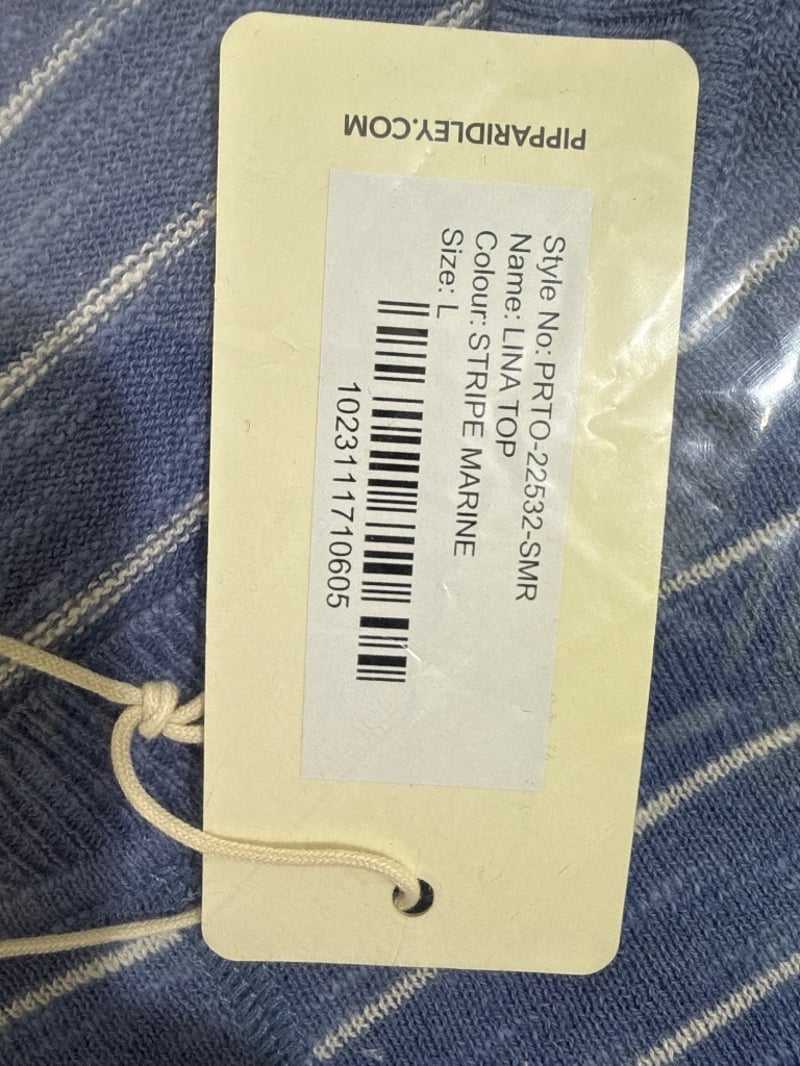 PIPPARIDLEY.COM
Style No: PRTO-22532-SMR
Name: LINA TOP
Colour: STRIPE MARINE
Size: L
1023111710605